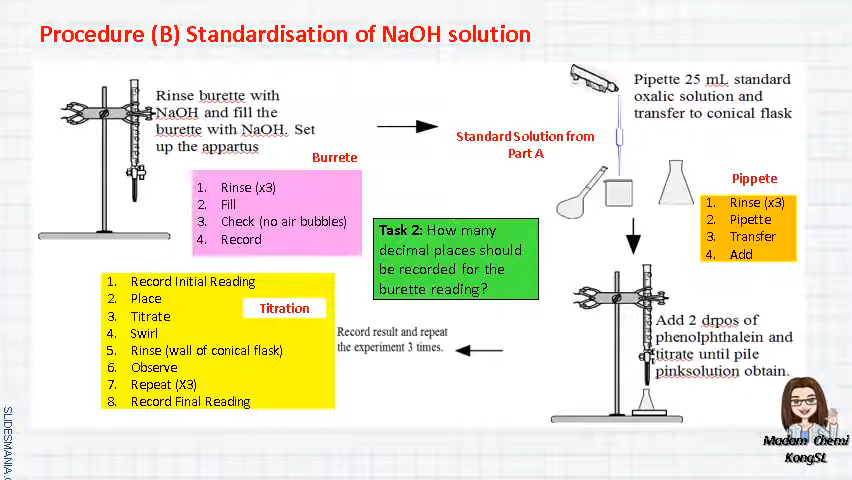 Procedure (B) Standardisation of NaOH solution
Rinse burette with
NaOH and fill the
burette with NaOH. Set
up the appartus
Burrete
1. Rinse (x3)
2. Fill
3. Check (no air bubbles)
4. Record
Standard Solution from
Part A
Pipette 25 mL standard
oxalic solution and
transfer to conical flask
Pippete
1. Rinse (x3)
2. Pipette
3. Transfer
4. Add
Task 2: How many
decimal places should
be recorded for the
burette reading?
Add 2 drpos of
phenolphthalein and
titrate until pile
pinksolution obtain.
Record result and repeat
the experiment 3 times.
Titration
1. Record Initial Reading
2. Place
3. Titrate
4. Swirl
5. Rinse (wall of conical flask)
6. Observe
7. Repeat (X3)
8. Record Final Reading
Madam Chemi
KongSL